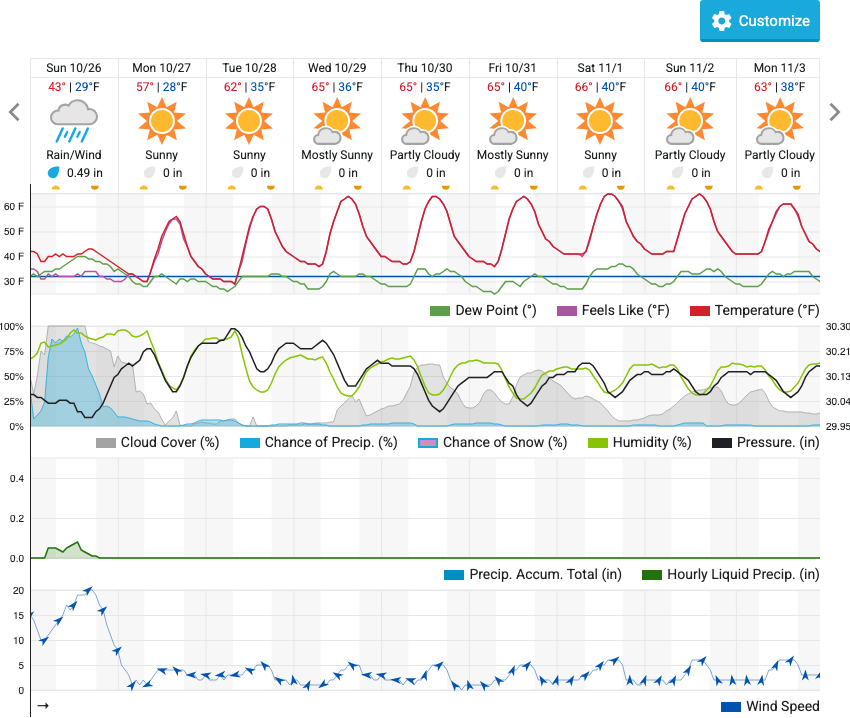 Customize
Sun 10/26 Mon 10/27 Tue 10/28 Wed 10/29 Thu 10/30 Fri 10/31 Sat 11/1 Sun 11/2 Mon 11/3
43° | 29°F 57° | 28°F 62° | 35°F 65° | 36°F 65° | 35°F 65° | 40°F 66° | 40°F 66° | 40°F 63° | 38°F
Rain/Wind Sunny Sunny Mostly Sunny Partly Cloudy Mostly Sunny Sunny Partly Cloudy Partly Cloudy
0.49 in 0 in 0 in 0 in 0 in 0 in 0 in 0 in 0 in
60 F
50 F
40 F
30 F
Dew Point (°) Feels Like (°F) Temperature (°F)
100% 30.30
75% 30.21
50% 30.13
25% 30.04
0% 29.95
Cloud Cover (%) Chance of Precip. (%) Chance of Snow (%) Humidity (%) Pressure. (in)
0.4
0.2
0.0
Precip. Accum. Total (in) Hourly Liquid Precip. (in)
20
15
10
5
0
→ Wind Speed